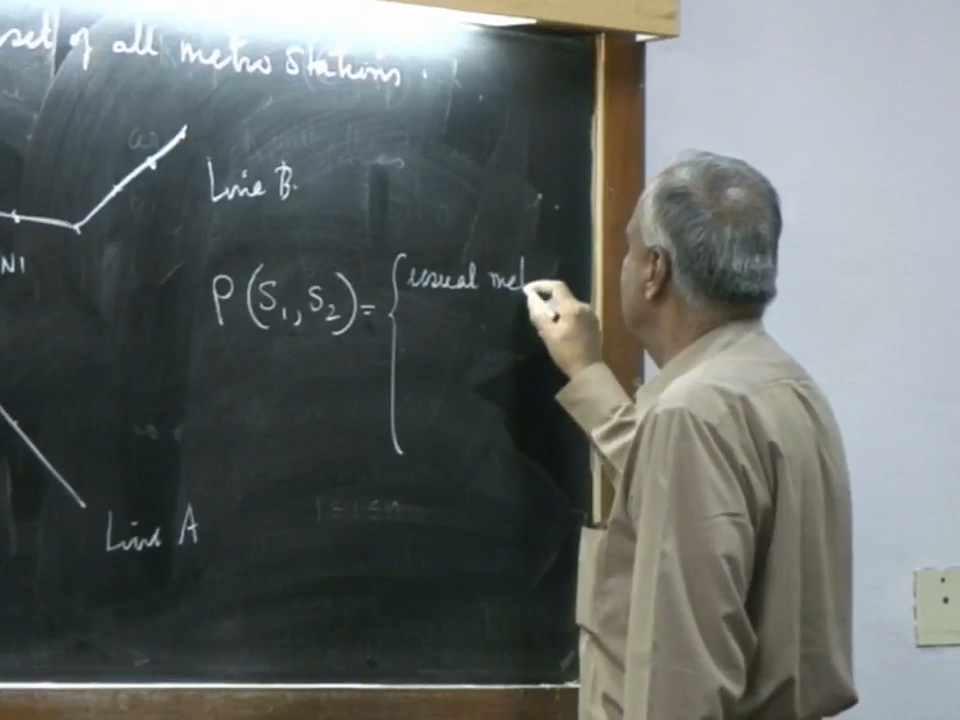 set of all metro Stations.
Line B.
N1
P(S₁, S₂) = { usual met
Line A